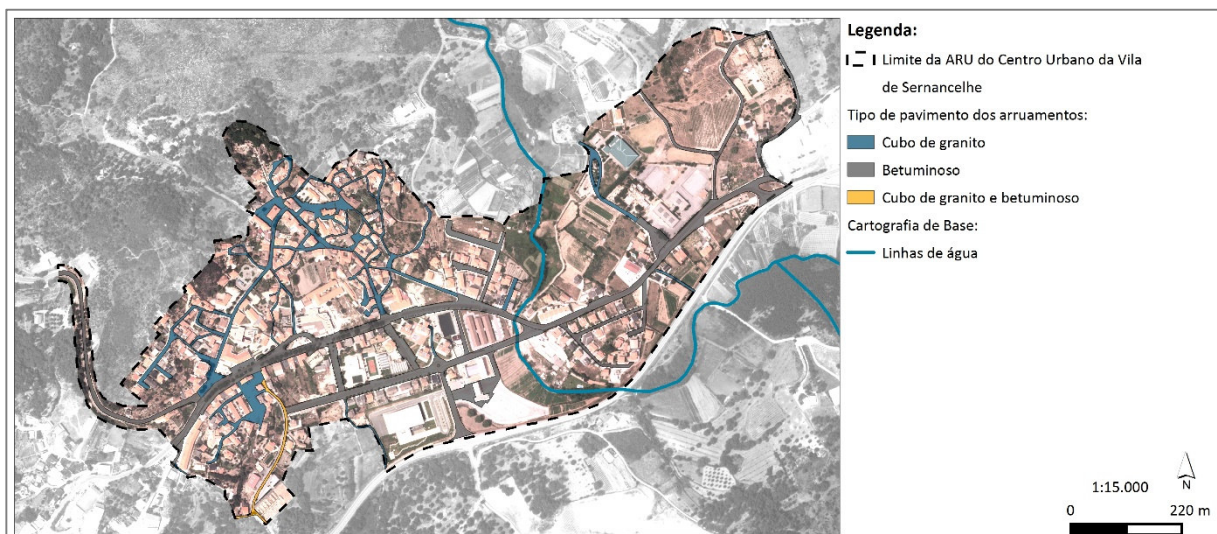 Legenda:
Limite da ARU do Centro Urbano da Vila
de Sernancelhe
Tipo de pavimento dos arruamentos:
Cubo de granito
Betuminoso
Cubo de granito e betuminoso
Cartografia de Base:
Linhas de água
1:15.000
N
0 220 m